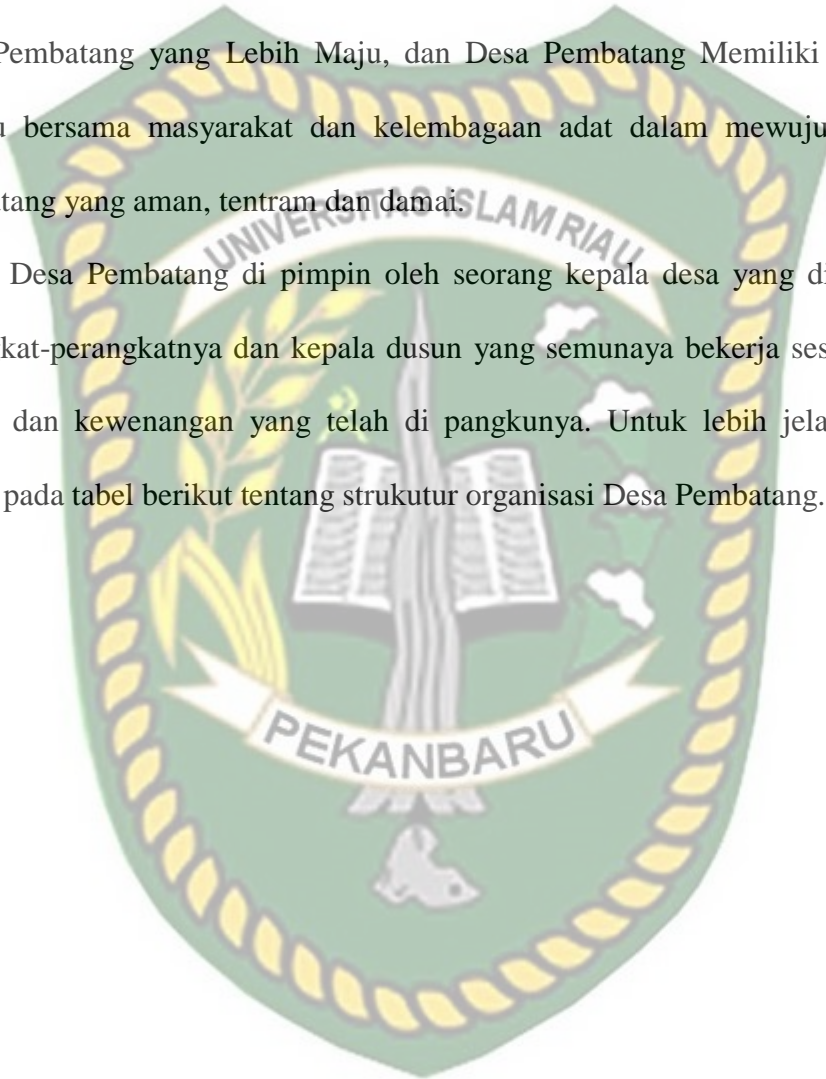 Pembatang yang Lebih Maju, dan Desa Pembatang Memiliki
u bersama masyarakat dan kelembagaan adat dalam mewuju
tang yang aman, tentram dan damai.
UNIVERSITAS ISLAM RIAU
Desa Pembatang di pimpin oleh seorang kepala desa yang di
kat-perangkatnya dan kepala dusun yang semunaya bekerja ses
dan kewenangan yang telah di pangkunya. Untuk lebih jela
pada tabel berikut tentang strukutur organisasi Desa Pembatang.
PEKANBARU